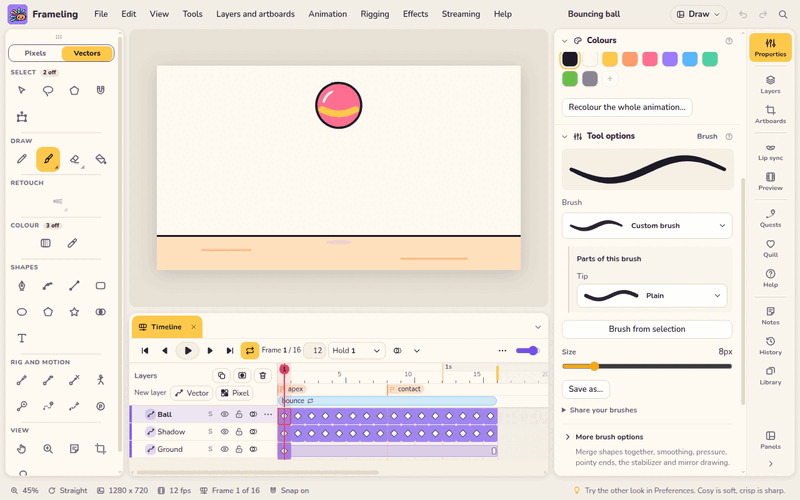 Frameling File Edit View Tools Layers and artboards Animation Rigging Effects Streaming Help Bouncing ball Draw
Pixels Vectors
SELECT 2 off
DRAW
RETOUCH
COLOUR 3 off
SHAPES
RIG AND MOTION
VIEW
Timeline
Frame 1 / 16 12 Hold 1
Layers
New layer Vector Pixel
1 5 10 15
1s
apex contact
bounce
Ball S
Shadow S
Ground S
Colours
Recolour the whole animation...
Tool options Brush
Brush
Custom brush
Parts of this brush
Tip
Plain
Brush from selection
Size 8px
Save as...
Share your brushes
More brush options
Merge shapes together, smoothing, pressure,
pointy ends, the stabilizer and mirror drawing.
Properties
Layers
Artboards
Lip sync
Preview
Quests
Quill
Help
Notes
History
Library
Panels
45% Straight 1280 x 720 12 fps Frame 1 of 16 Snap on Try the other look in Preferences. Cosy is soft, crisp is sharp.